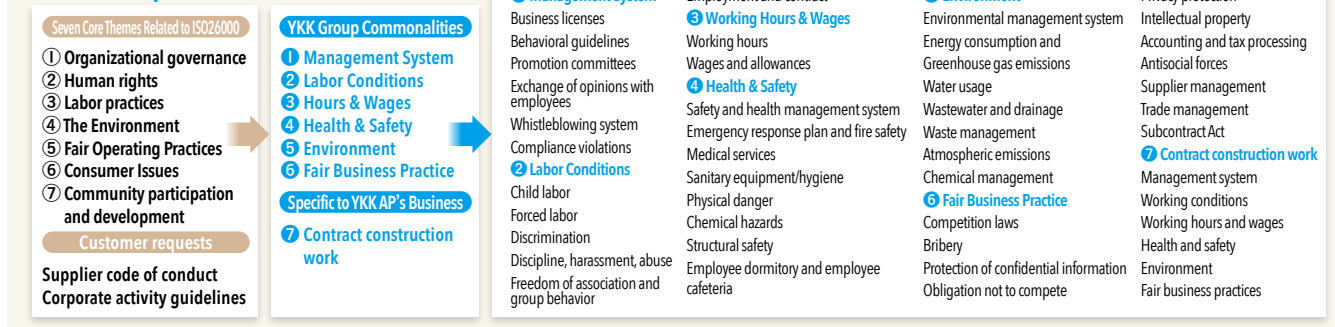 Seven Core Themes Related to ISO26000
① Organizational governance
② Human rights
③ Labor practices
④ The Environment
⑤ Fair Operating Practices
⑥ Consumer Issues
⑦ Community participation
and development
Customer requests
Supplier code of conduct
Corporate activity guidelines
YKK Group Commonalities
❶ Management System
❷ Labor Conditions
❸ Hours & Wages
❹ Health & Safety
❺ Environment
❻ Fair Business Practice
Specific to YKK AP's Business
❼ Contract construction
work
Business licenses
Behavioral guidelines
Promotion committees
Exchange of opinions with
employees
Whistleblowing system
Compliance violations
❷ Labor Conditions
Child labor
Forced labor
Discrimination
Discipline, harassment, abuse
Freedom of association and
group behavior
❸ Working Hours & Wages
Working hours
Wages and allowances
❹ Health & Safety
Safety and health management system
Emergency response plan and fire safety
Medical services
Sanitary equipment/hygiene
Physical danger
Chemical hazards
Structural safety
Employee dormitory and employee
cafeteria
Environmental management system
Energy consumption and
Greenhouse gas emissions
Water usage
Wastewater and drainage
Waste management
Atmospheric emissions
Chemical management
❻ Fair Business Practice
Competition laws
Bribery
Protection of confidential information
Obligation not to compete
Intellectual property
Accounting and tax processing
Antisocial forces
Supplier management
Trade management
Subcontract Act
❼ Contract construction work
Management system
Working conditions
Working hours and wages
Health and safety
Environment
Fair business practices